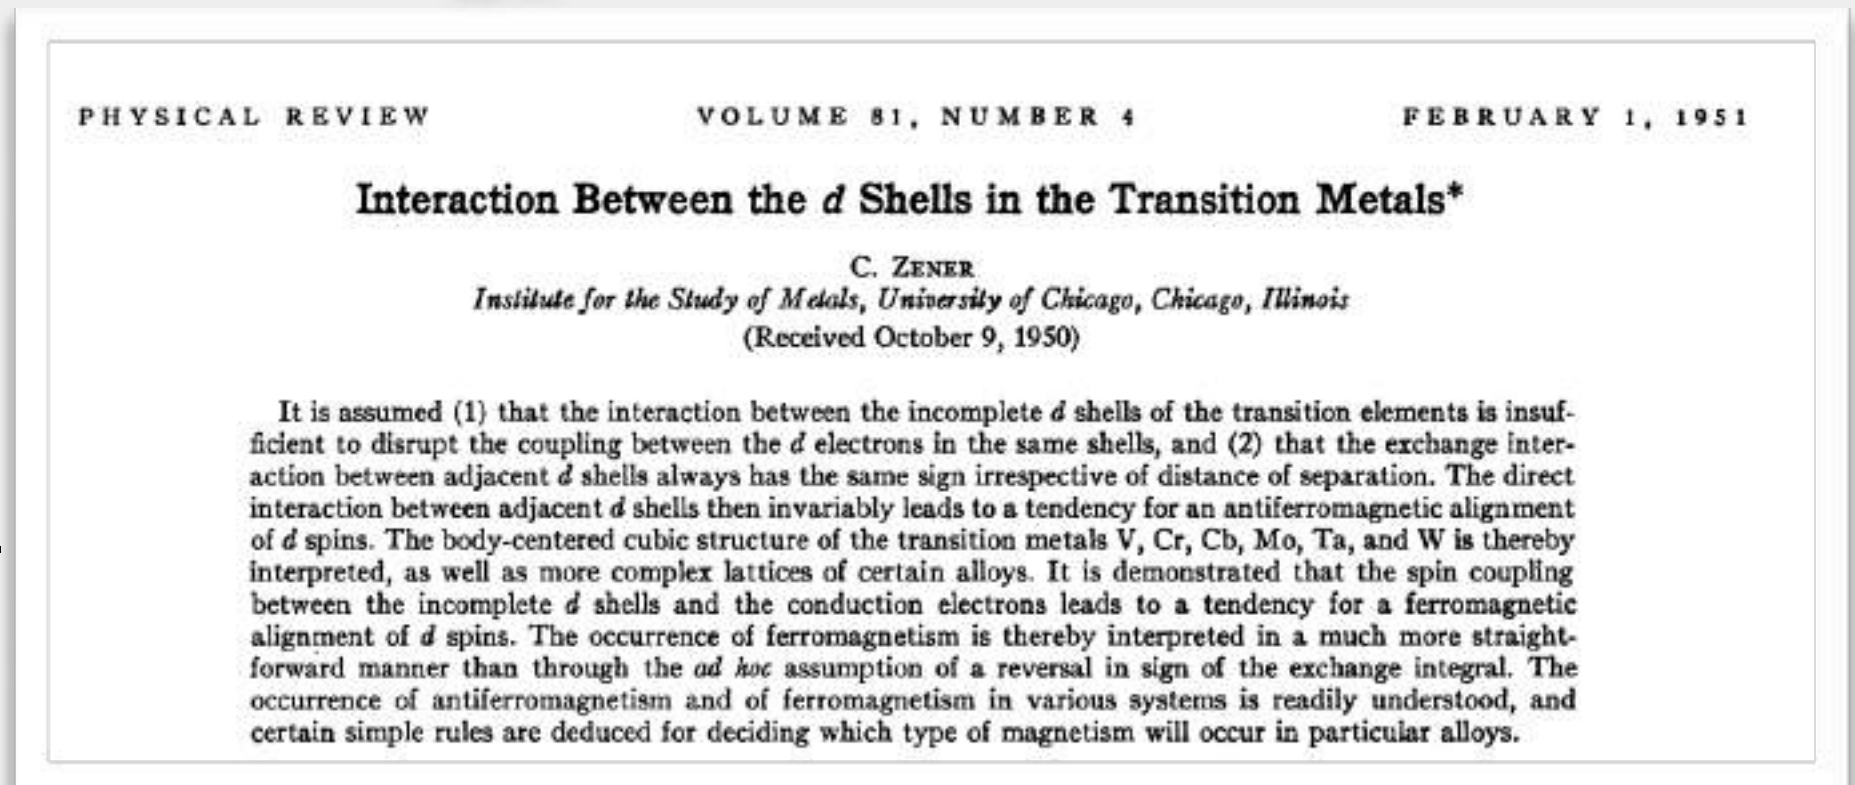 PHYSICAL REVIEW VOLUME 81, NUMBER 4 FEBRUARY 1, 1951
Interaction Between the d Shells in the Transition Metals*
C. ZENER
Institute for the Study of Metals, University of Chicago, Chicago, Illinois
(Received October 9, 1950)
It is assumed (1) that the interaction between the incomplete d shells of the transition elements is insuf-
ficient to disrupt the coupling between the d electrons in the same shells, and (2) that the exchange inter-
action between adjacent d shells always has the same sign irrespective of distance of separation. The direct
interaction between adjacent d shells then invariably leads to a tendency for an antiferromagnetic alignment
of d spins. The body-centered cubic structure of the transition metals V, Cr, Cb, Mo, Ta, and W is thereby
interpreted, as well as more complex lattices of certain alloys. It is demonstrated that the spin coupling
between the incomplete d shells and the conduction electrons leads to a tendency for a ferromagnetic
alignment of d spins. The occurrence of ferromagnetism is thereby interpreted in a much more straight-
forward manner than through the ad hoc assumption of a reversal in sign of the exchange integral. The
occurrence of antiferromagnetism and of ferromagnetism in various systems is readily understood, and
certain simple rules are deduced for deciding which type of magnetism will occur in particular alloys.